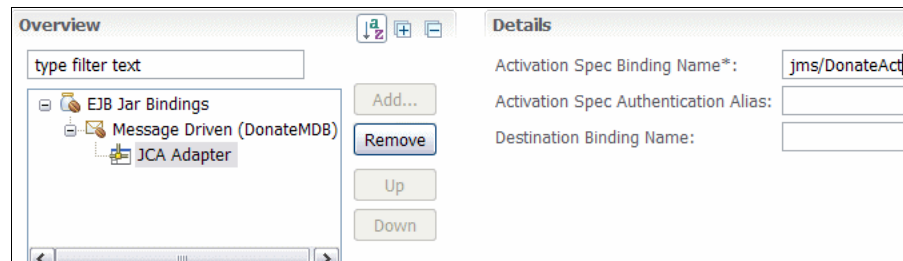 Overview
type filter text
EJB Jar Bindings
Message Driven (DonateMDB)
JCA Adapter
Add...
Remove
Up
Down
Details
Activation Spec Binding Name*: jms/DonateAct
Activation Spec Authentication Alias:
Destination Binding Name: